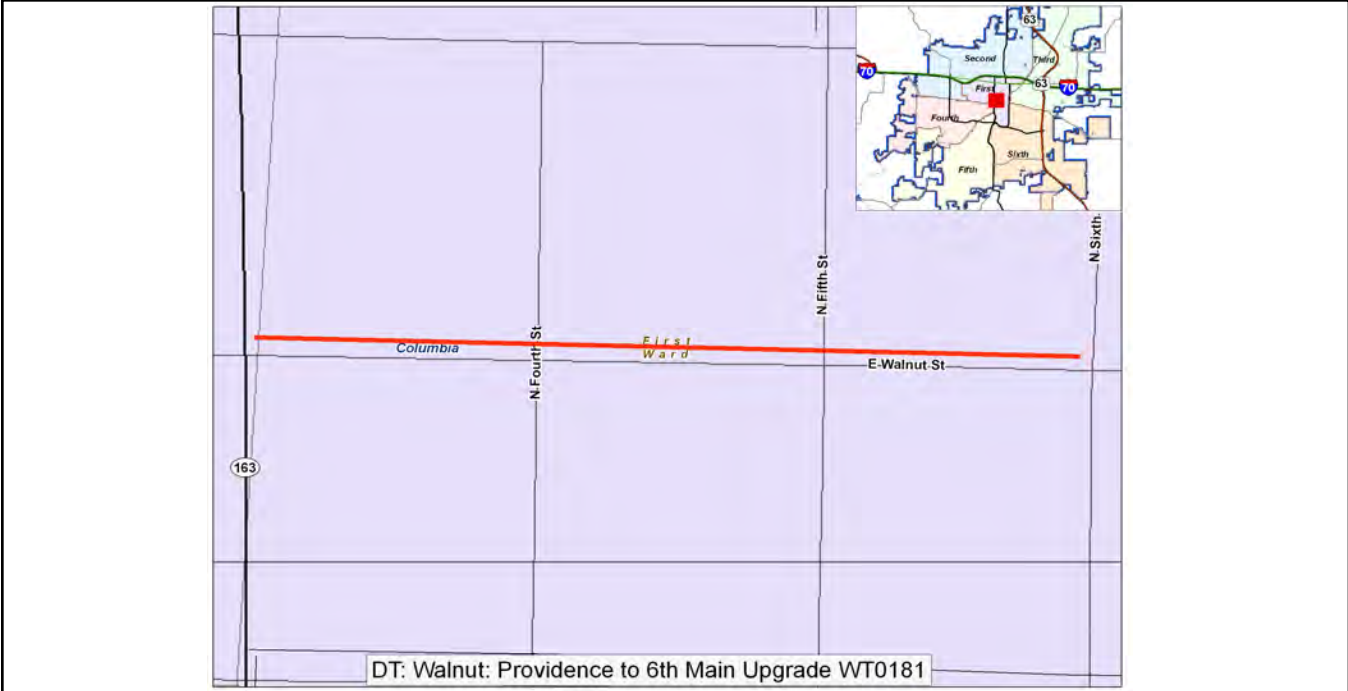 63
Second
Third
70
63
70
First
Fourth
Sixth
Fifth
N Sixth
N Fifth St
N Fourth St
Columbia
First
Ward
E Walnut St
163
DT: Walnut: Providence to 6th Main Upgrade WT0181